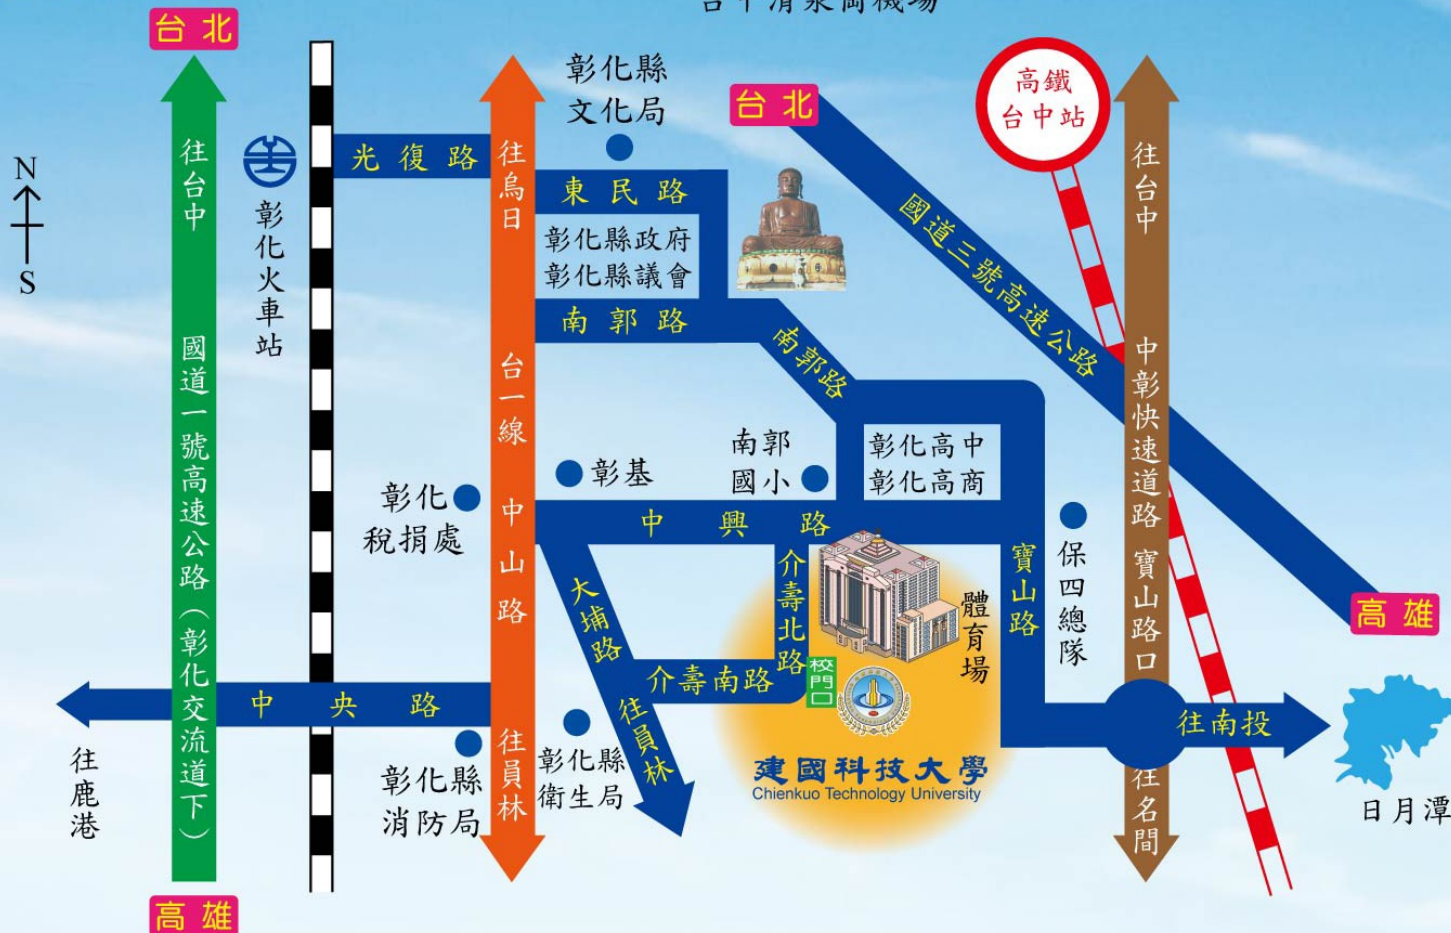 台中清泉崗機場
台北
台北
高鐵
台中站
N
S
往台中
國道一號高速公路（彰化交流道下）
高雄
彰化火車站
光復路
往烏日
台一線
中山路
往員林
彰化縣
文化局
東民路
彰化縣政府
彰化縣議會
南郭路
南郭路
國道三號高速公路
高雄
往台中
中彰快速道路
寶山路口
往名間
彰化
稅捐處
彰基
南郭
國小
彰化高中
彰化高商
中興路
大埔路
往員林
介壽北路
介壽南路
校門口
體育場
寶山路
保四總隊
中央路
往鹿港
彰化縣
消防局
彰化縣
衛生局
建國科技大學
Chienkuo Technology University
往南投
日月潭